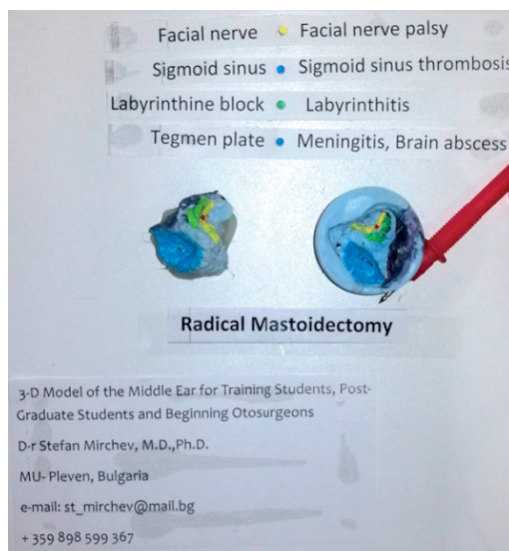 Facial nerve Facial nerve palsy
Sigmoid sinus Sigmoid sinus thrombosis
Labyrinthine block Labyrinthitis
Tegmen plate Meningitis, Brain abscess
Radical Mastoidectomy
3-D Model of the Middle Ear for Training Students, Post-
Graduate Students and Beginning Otosurgeons
D-r Stefan Mirchev, M.D.,Ph.D.
MU- Pleven, Bulgaria
e-mail: st_mirchev@mail.bg
+ 359 898 599 367